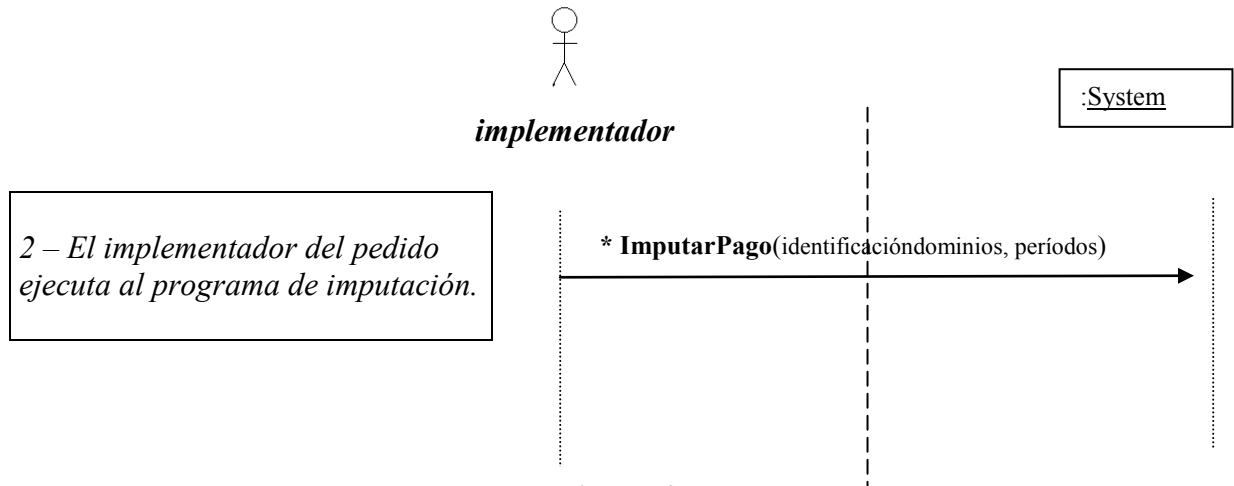 :System
implementador
2 – El implementador del pedido
ejecuta al programa de imputación.
* ImputarPago(identificacióndominios, períodos)